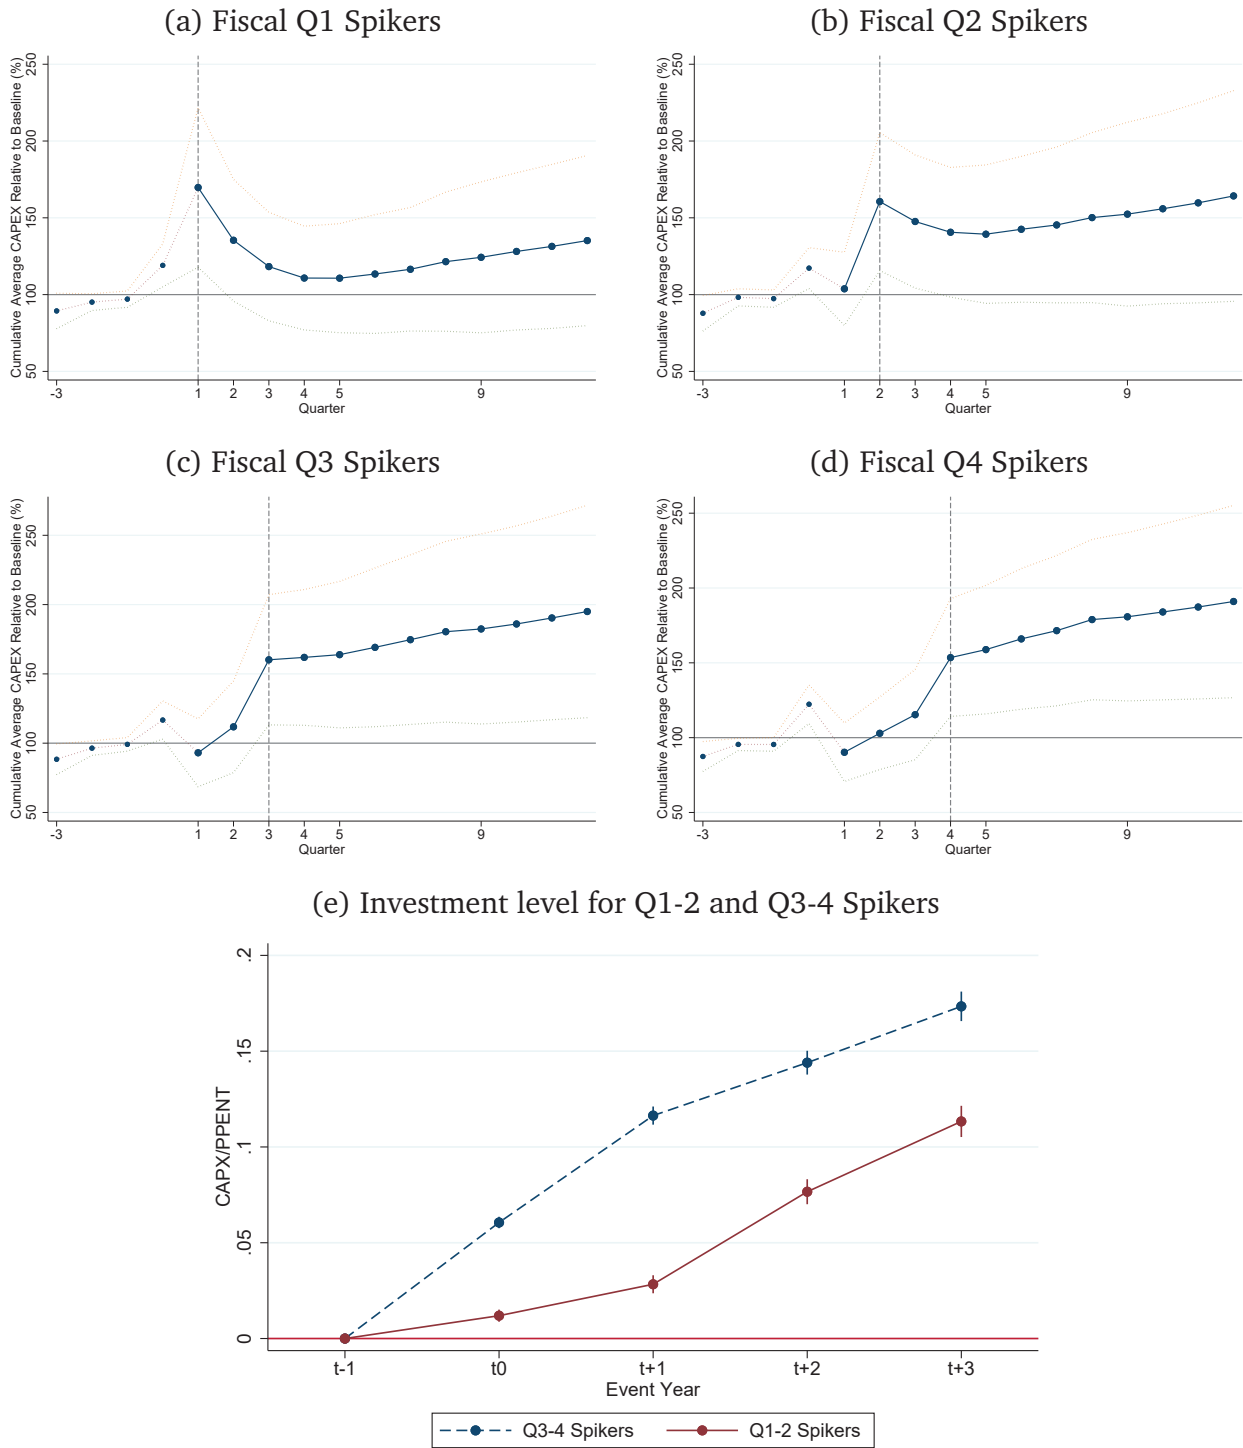 (a) Fiscal Q1 Spikers
Cumulative Average CAPEX Relative to Baseline (%)
250
200
150
100
50
-3 1 2 3 4 5 9
Quarter
(b) Fiscal Q2 Spikers
Cumulative Average CAPEX Relative to Baseline (%)
250
200
150
100
50
-3 1 2 3 4 5 9
Quarter
(c) Fiscal Q3 Spikers
Cumulative Average CAPEX Relative to Baseline (%)
250
200
150
100
50
-3 1 2 3 4 5 9
Quarter
(d) Fiscal Q4 Spikers
Cumulative Average CAPEX Relative to Baseline (%)
250
200
150
100
50
-3 1 2 3 4 5 9
Quarter
(e) Investment level for Q1-2 and Q3-4 Spikers
CAPX/PPENT
.2
.15
.1
.05
0
t-1 t0 t+1 t+2 t+3
Event Year
Q3-4 Spikers Q1-2 Spikers